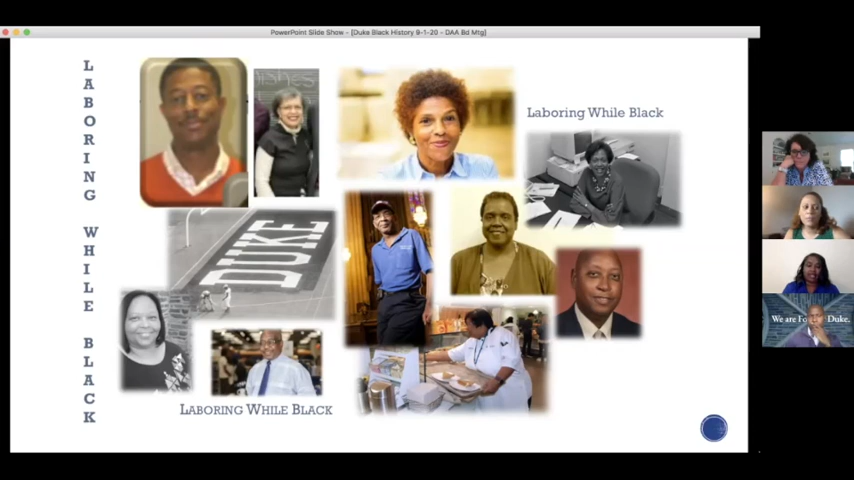 PowerPoint Slide Show - [Duke Black History 9-1-20 - DAA Bd Mtg]
LABORING WHILE BLACK
Laboring While Black
DUKE
LABORING WHILE BLACK
We are Fo Duke.